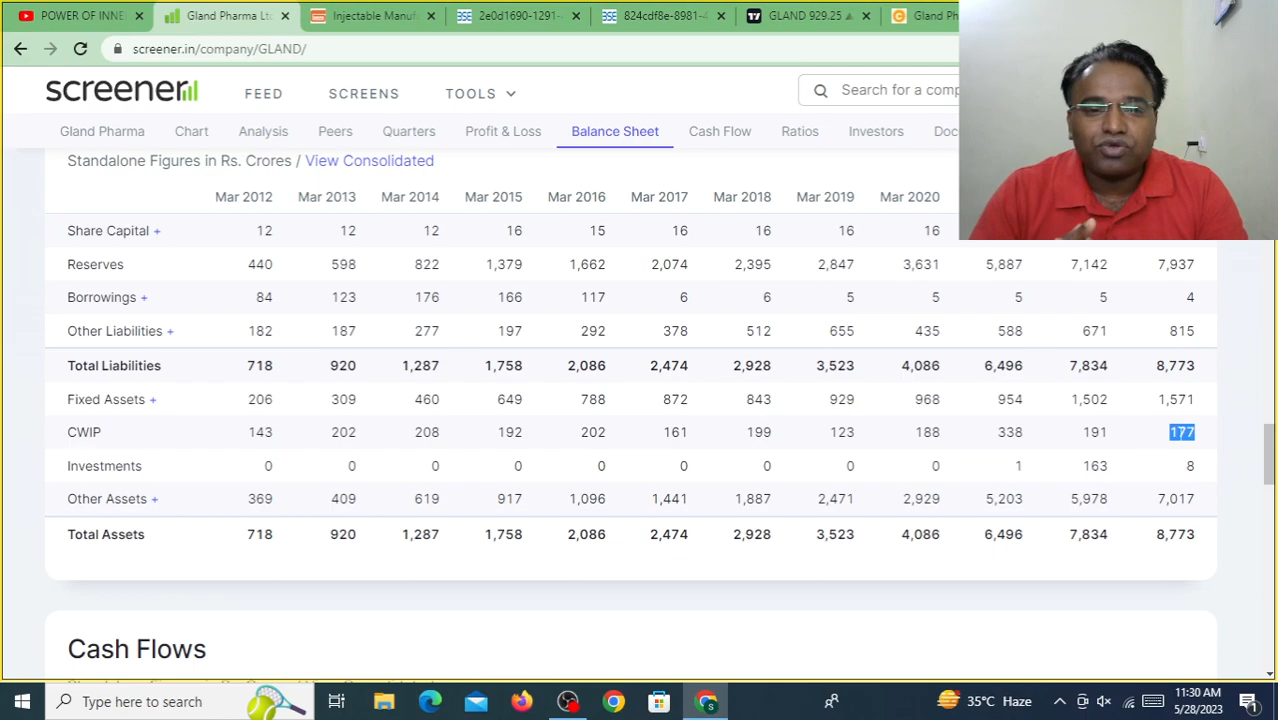 POWER OF INNE
Gland Pharma Ltd
Injectable Manuf
2e0d1690-1291-
824cdf8e-8981-4
GLAND 929.25
Gland Ph
screener.in/company/GLAND/
screener
FEED
SCREENS
TOOLS
Search for a comp
Gland Pharma
Chart
Analysis
Peers
Quarters
Profit & Loss
Balance Sheet
Cash Flow
Ratios
Investors
Doc
Standalone Figures in Rs. Crores / View Consolidated
Mar 2012 Mar 2013 Mar 2014 Mar 2015 Mar 2016 Mar 2017 Mar 2018 Mar 2019 Mar 2020
Share Capital + 12 12 12 16 15 16 16 16 16
Reserves 440 598 822 1,379 1,662 2,074 2,395 2,847 3,631 5,887 7,142 7,937
Borrowings + 84 123 176 166 117 6 6 5 5 5 5 4
Other Liabilities + 182 187 277 197 292 378 512 655 435 588 671 815
Total Liabilities 718 920 1,287 1,758 2,086 2,474 2,928 3,523 4,086 6,496 7,834 8,773
Fixed Assets + 206 309 460 649 788 872 843 929 968 954 1,502 1,571
CWIP 143 202 208 192 202 161 199 123 188 338 191 177
Investments 0 0 0 0 0 0 0 0 0 1 163 8
Other Assets + 369 409 619 917 1,096 1,441 1,887 2,471 2,929 5,203 5,978 7,017
Total Assets 718 920 1,287 1,758 2,086 2,474 2,928 3,523 4,086 6,496 7,834 8,773
Cash Flows
Type here to search
35°C Haze
11:30 AM
5/28/2023